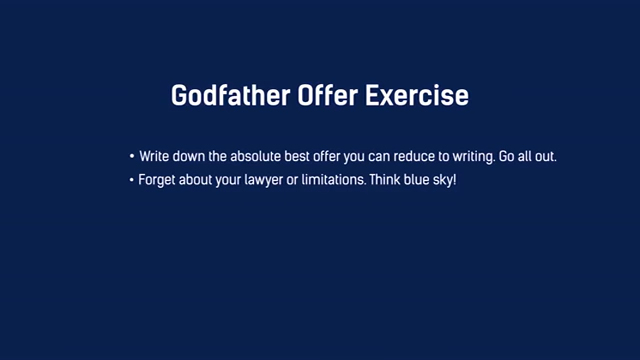 Godfather Offer Exercise
• Write down the absolute best offer you can reduce to writing. Go all out.
• Forget about your lawyer or limitations. Think blue sky!